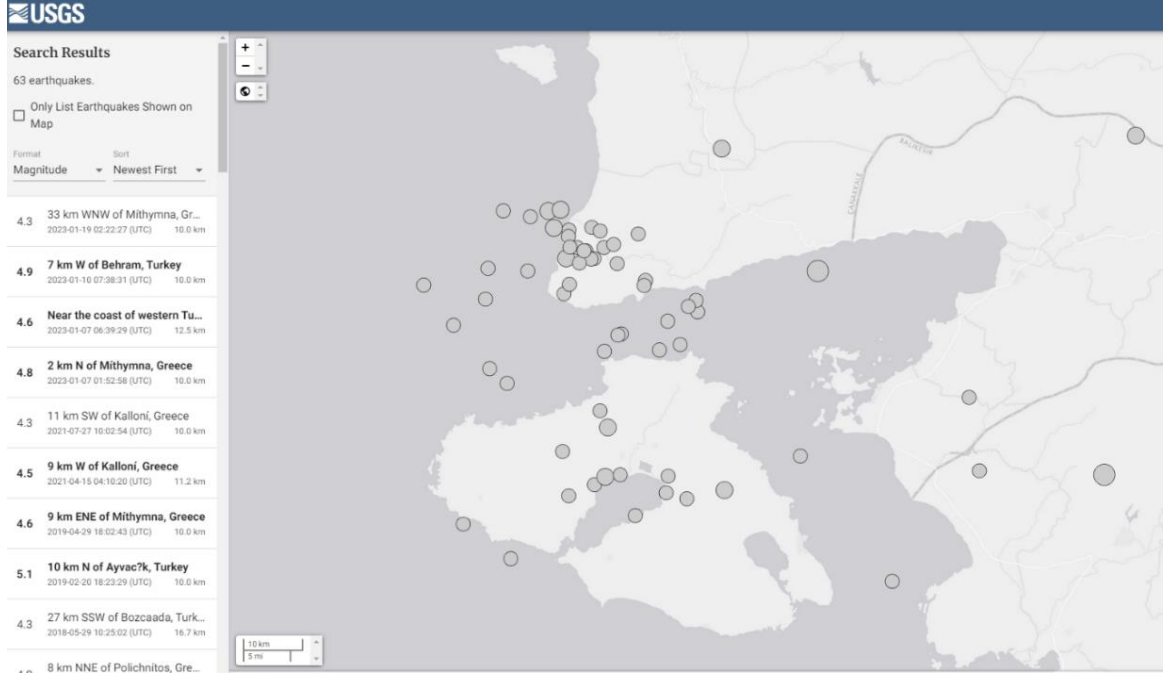 USGS
Search Results
63 earthquakes.
Only List Earthquakes Shown on
Map
Format
Sort
Magnitude
Newest First
4.3
33 km WNW of Míthymna, Gr...
2023-01-19 02:22:27 (UTC) 10.0 km
4.9
7 km W of Behram, Turkey
2023-01-10 07:38:31 (UTC) 10.0 km
4.6
Near the coast of western Tu...
2023-01-07 06:39:29 (UTC) 12.5 km
4.8
2 km N of Míthymna, Greece
2023-01-07 01:52:58 (UTC) 10.0 km
4.3
11 km SW of Kalloní, Greece
2021-07-27 10:02:54 (UTC) 10.0 km
4.5
9 km W of Kalloní, Greece
2021-04-15 04:10:20 (UTC) 11.2 km
4.6
9 km ENE of Míthymna, Greece
2019-04-29 18:02:43 (UTC) 10.0 km
5.1
10 km N of Ayvac?k, Turkey
2019-02-20 18:23:29 (UTC) 10.0 km
4.3
27 km SSW of Bozcaada, Turk...
2018-05-29 10:25:02 (UTC) 16.7 km
8 km NNE of Polichnítos, Gre...
+
−
BALIKESIR
ÇANAKKALE
10 km
5 mi